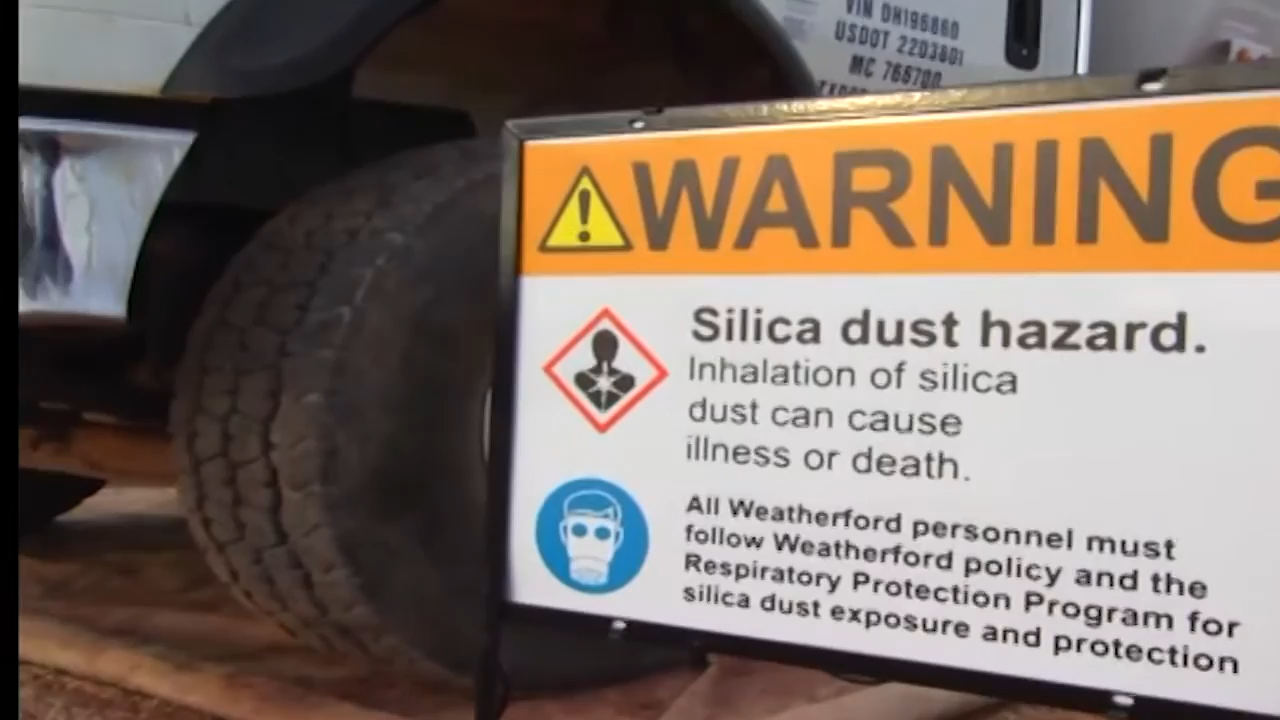 VIN DH196860
USDOT 2203801
MC 766700
WARNING
Silica dust hazard.
Inhalation of silica
dust can cause
illness or death.
All Weatherford personnel must
follow Weatherford policy and the
Respiratory Protection Program for
silica dust exposure and protection